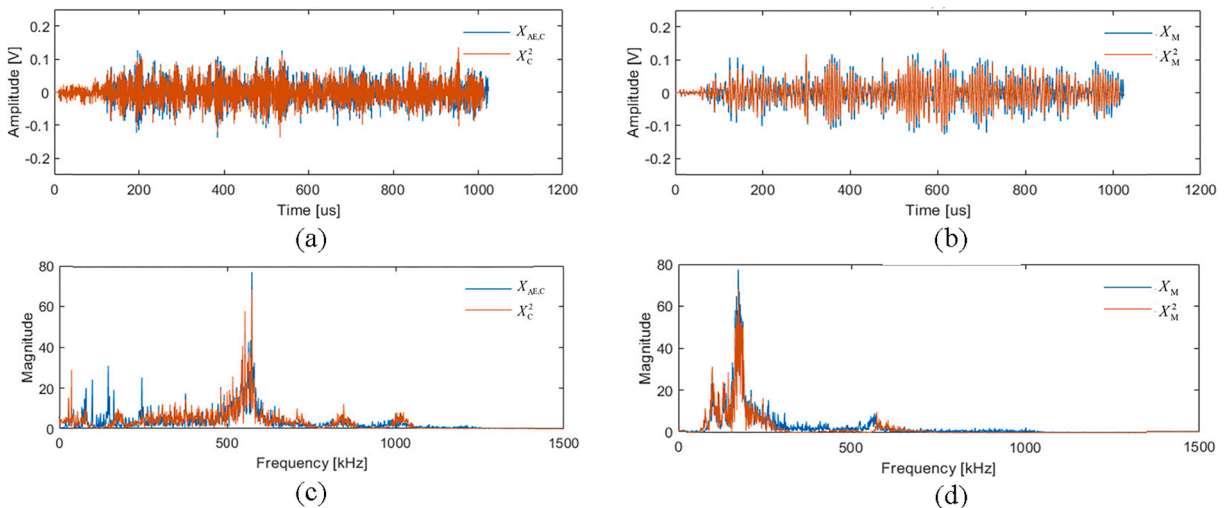 0.2
0.1
0
-0.1
-0.2
Amplitude [V]
X_AE,C
X_C^2
0 200 400 600 800 1000 1200
Time [us]
(a)
0.2
0.1
0
-0.1
-0.2
Amplitude [V]
X_M
X_M^2
0 200 400 600 800 1000 1200
Time [us]
(b)
80
60
40
20
0
Magnitude
X_AE,C
X_C^2
0 500 1000 1500
Frequency [kHz]
(c)
80
60
40
20
0
Magnitude
X_M
X_M^2
0 500 1000 1500
Frequency [kHz]
(d)